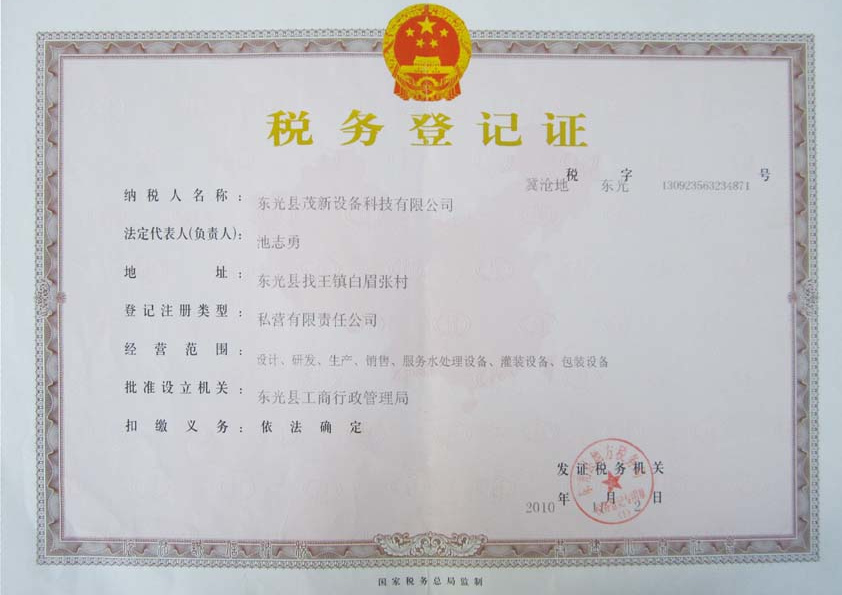 税务登记证
冀沧地 税 东光 字 130923563234871 号
纳税人名称: 东光县茂新设备科技有限公司
法定代表人(负责人): 池志勇
地 址: 东光县找王镇白眉张村
登记注册类型: 私营有限责任公司
经营范围: 设计、研发、生产、销售、服务水处理设备、灌装设备、包装设备
批准设立机关: 东光县工商行政管理局
扣缴义务: 依法确定
发证税务机关
2010 年 11 月 2 日
国家税务总局监制